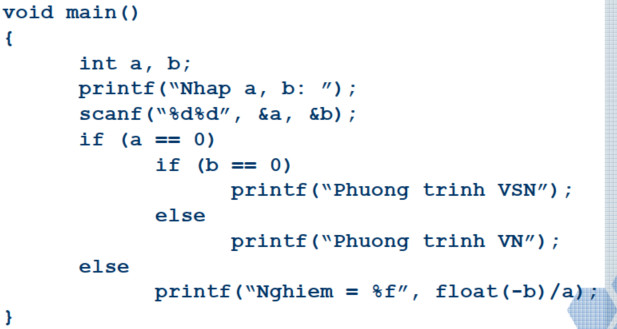 void main()
{
int a, b;
printf(“Nhap a, b: ”);
scanf(“%d%d”, &a, &b);
if (a == 0)
if (b == 0)
printf(“Phuong trinh VSN”);
else
printf(“Phuong trinh VN”);
else
printf(“Nghiem = %f”, float(-b)/a);
}